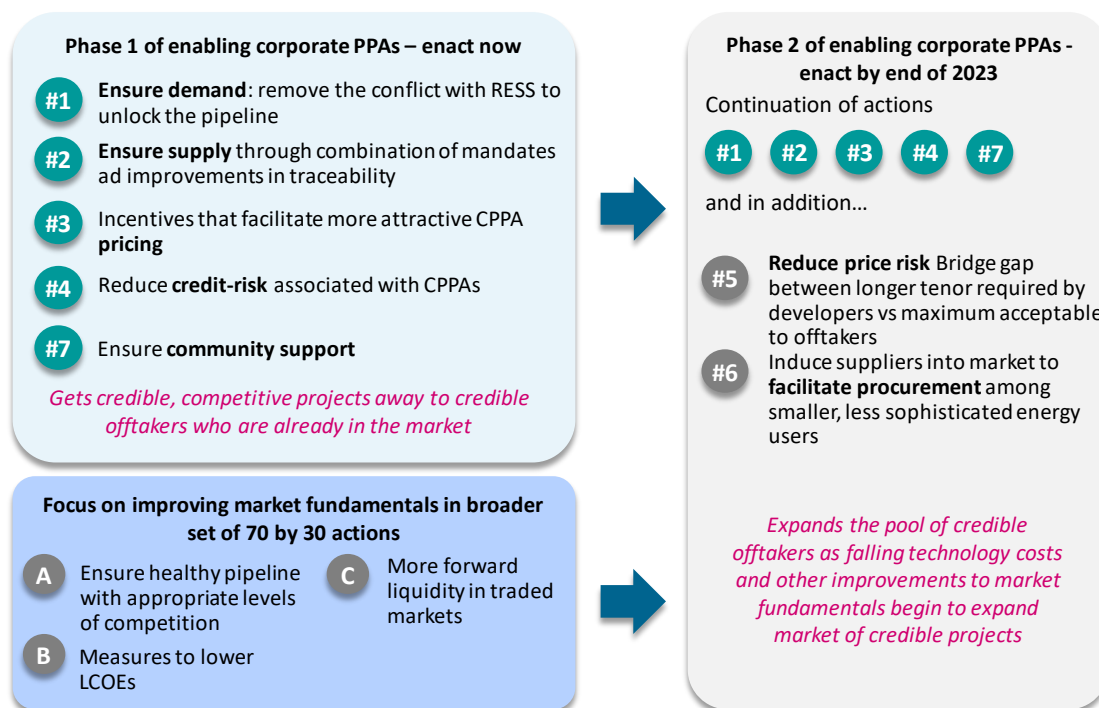 Phase 1 of enabling corporate PPAs – enact now
#1
Ensure demand: remove the conflict with RESS to
unlock the pipeline
#2
Ensure supply through combination of mandates
ad improvements in traceability
#3
Incentives that facilitate more attractive CPPA
pricing
#4
Reduce credit-risk associated with CPPAs
#7
Ensure community support
Gets credible, competitive projects away to credible
offtakers who are already in the market
Focus on improving market fundamentals in broader
set of 70 by 30 actions
A
Ensure healthy pipeline
with appropriate levels
of competition
B
Measures to lower
LCOEs
C
More forward
liquidity in traded
markets
Phase 2 of enabling corporate PPAs -
enact by end of 2023
Continuation of actions
#1 #2 #3 #4 #7
and in addition…
#5
Reduce price risk Bridge gap
between longer tenor required by
developers vs maximum acceptable
to offtakers
#6
Induce suppliers into market to
facilitate procurement among
smaller, less sophisticated energy
users
Expands the pool of credible
offtakers as falling technology costs
and other improvements to market
fundamentals begin to expand
market of credible projects